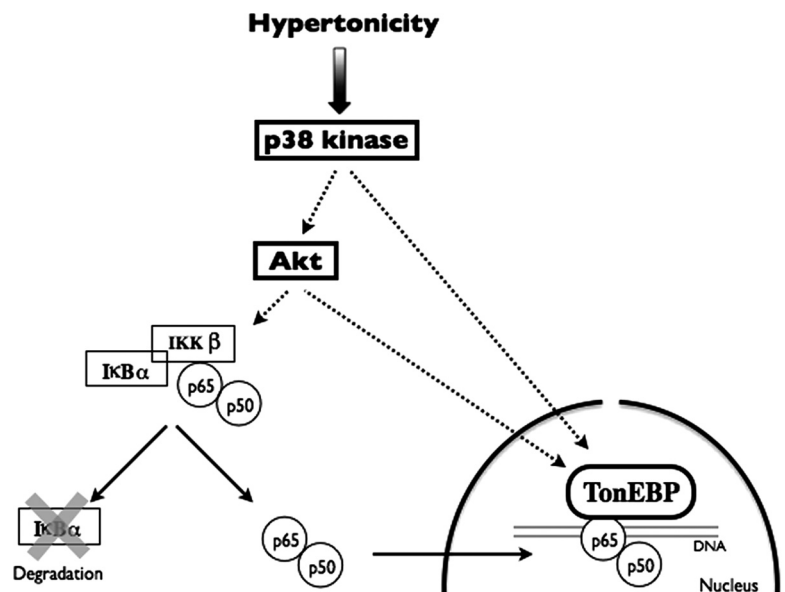 Hypertonicity
p38 kinase
Akt
IKK β
IκBα
p65
p50
TonEBP
IκBα
p65
p50
p65
p50
DNA
Degradation
Nucleus